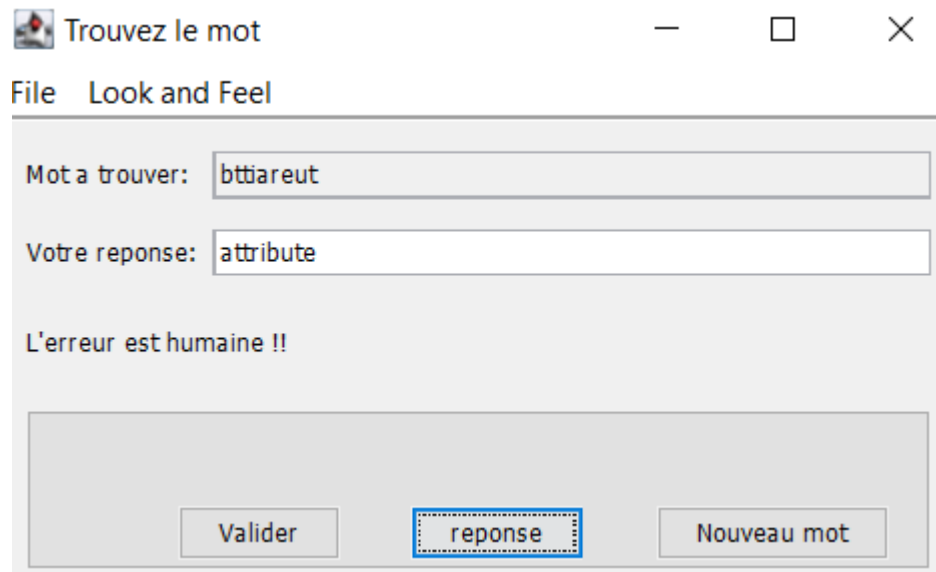 Trouvez le mot
File Look and Feel
Mot a trouver: bttiareut
Votre reponse: attribute
L'erreur est humaine !!
Valider reponse Nouveau mot